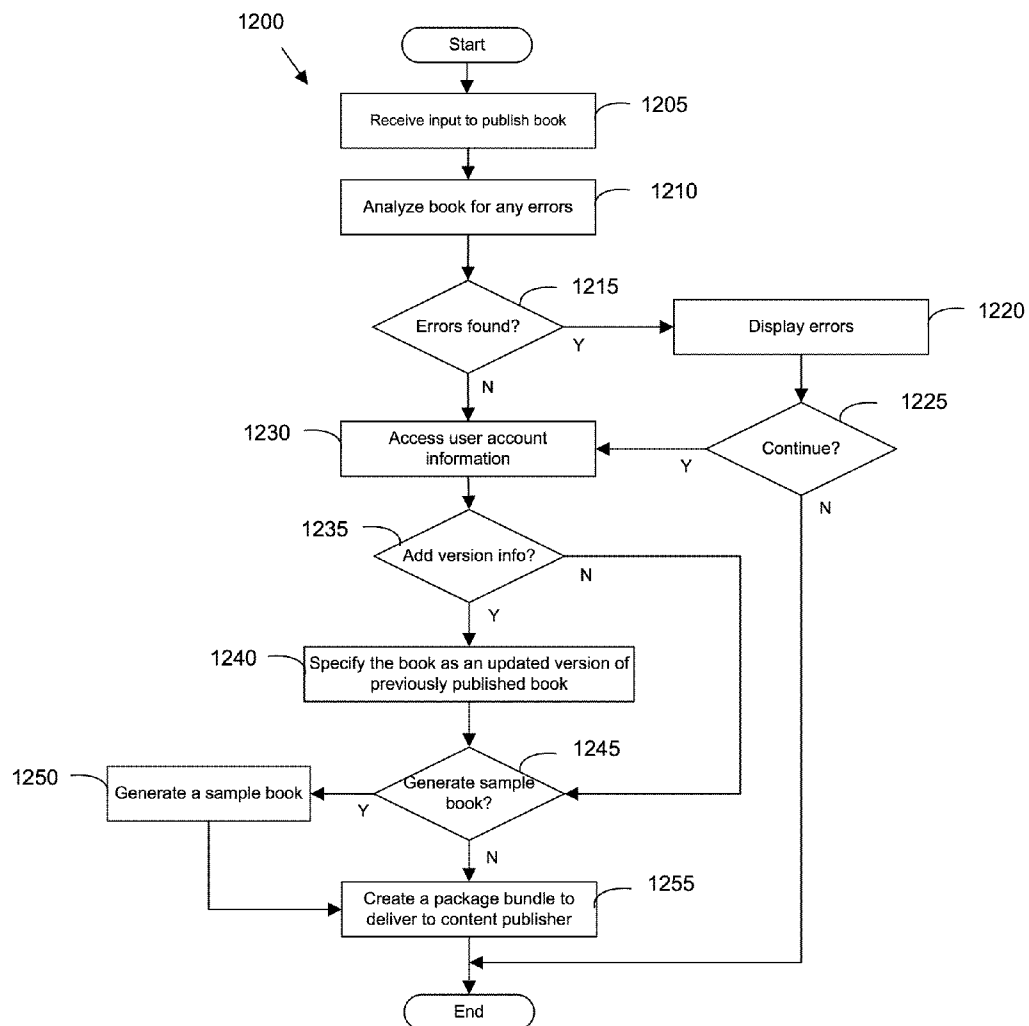 1200
Start
Receive input to publish book
1205
Analyze book for any errors
1210
Errors found?
1215
Y
N
Display errors
1220
1225
Continue?
Y
N
1230
Access user account
information
1235
Add version info?
N
Y
1240
Specify the book as an updated version of
previously published book
1245
Generate sample
book?
Y
N
1250
Generate a sample book
Create a package bundle to
deliver to content publisher
1255
End